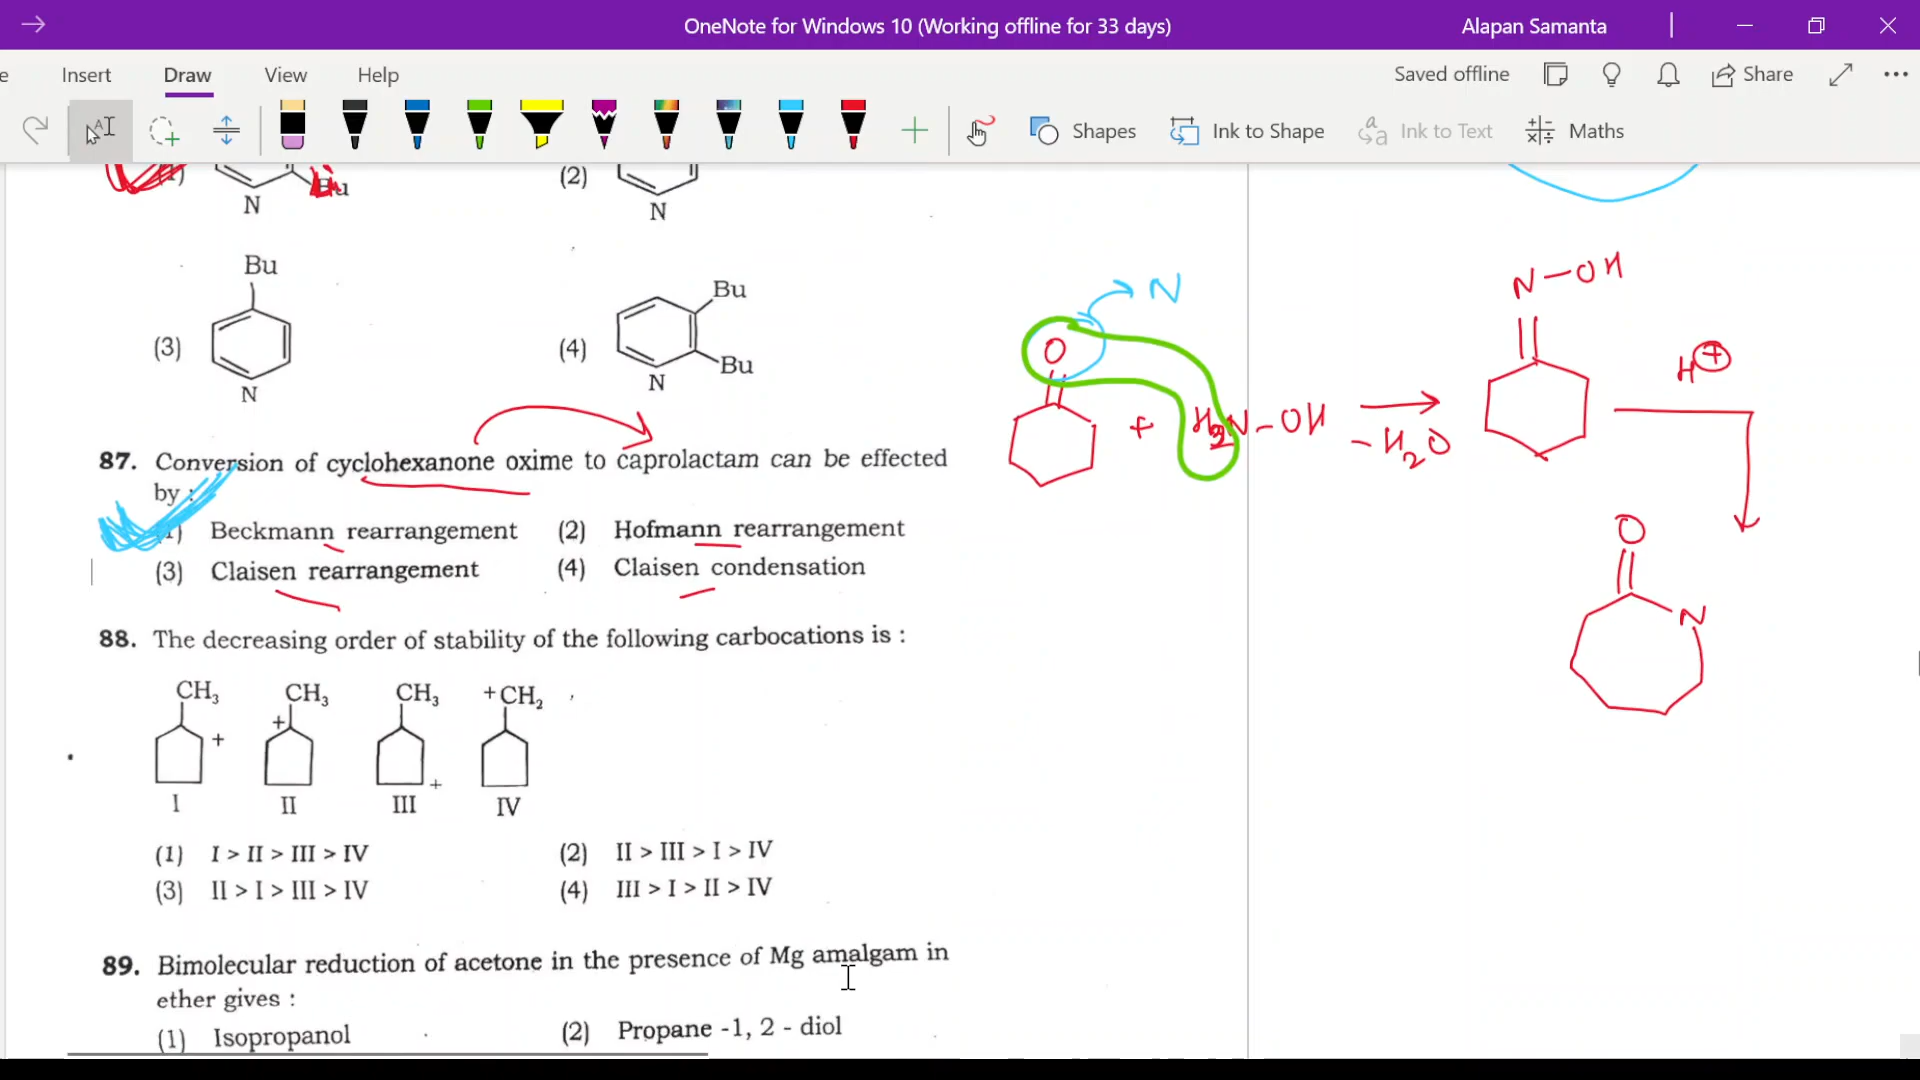 OneNote for Windows 10 (Working offline for 33 days)
Alapan Samanta
Insert
Draw
View
Help
Saved offline
Share
Shapes
Ink to Shape
Ink to Text
Maths
(2)
N
N
Bu
(3)
N
Bu
(4)
Bu
N
87. Conversion of cyclohexanone oxime to caprolactam can be effected
by :
Beckmann rearrangement (2) Hofmann rearrangement
(3) Claisen rearrangement (4) Claisen condensation
88. The decreasing order of stability of the following carbocations is :
CH₃ CH₃ CH₃ +CH₂
+ + +
I II III IV
(1) I > II > III > IV (2) II > III > I > IV
(3) II > I > III > IV (4) III > I > II > IV
89. Bimolecular reduction of acetone in the presence of Mg amalgam in
ether gives :
(1) Isopropanol (2) Propane -1, 2 - diol
N
O
+ H₂N-OH
-H₂O
N-OH
H⊕
O
N